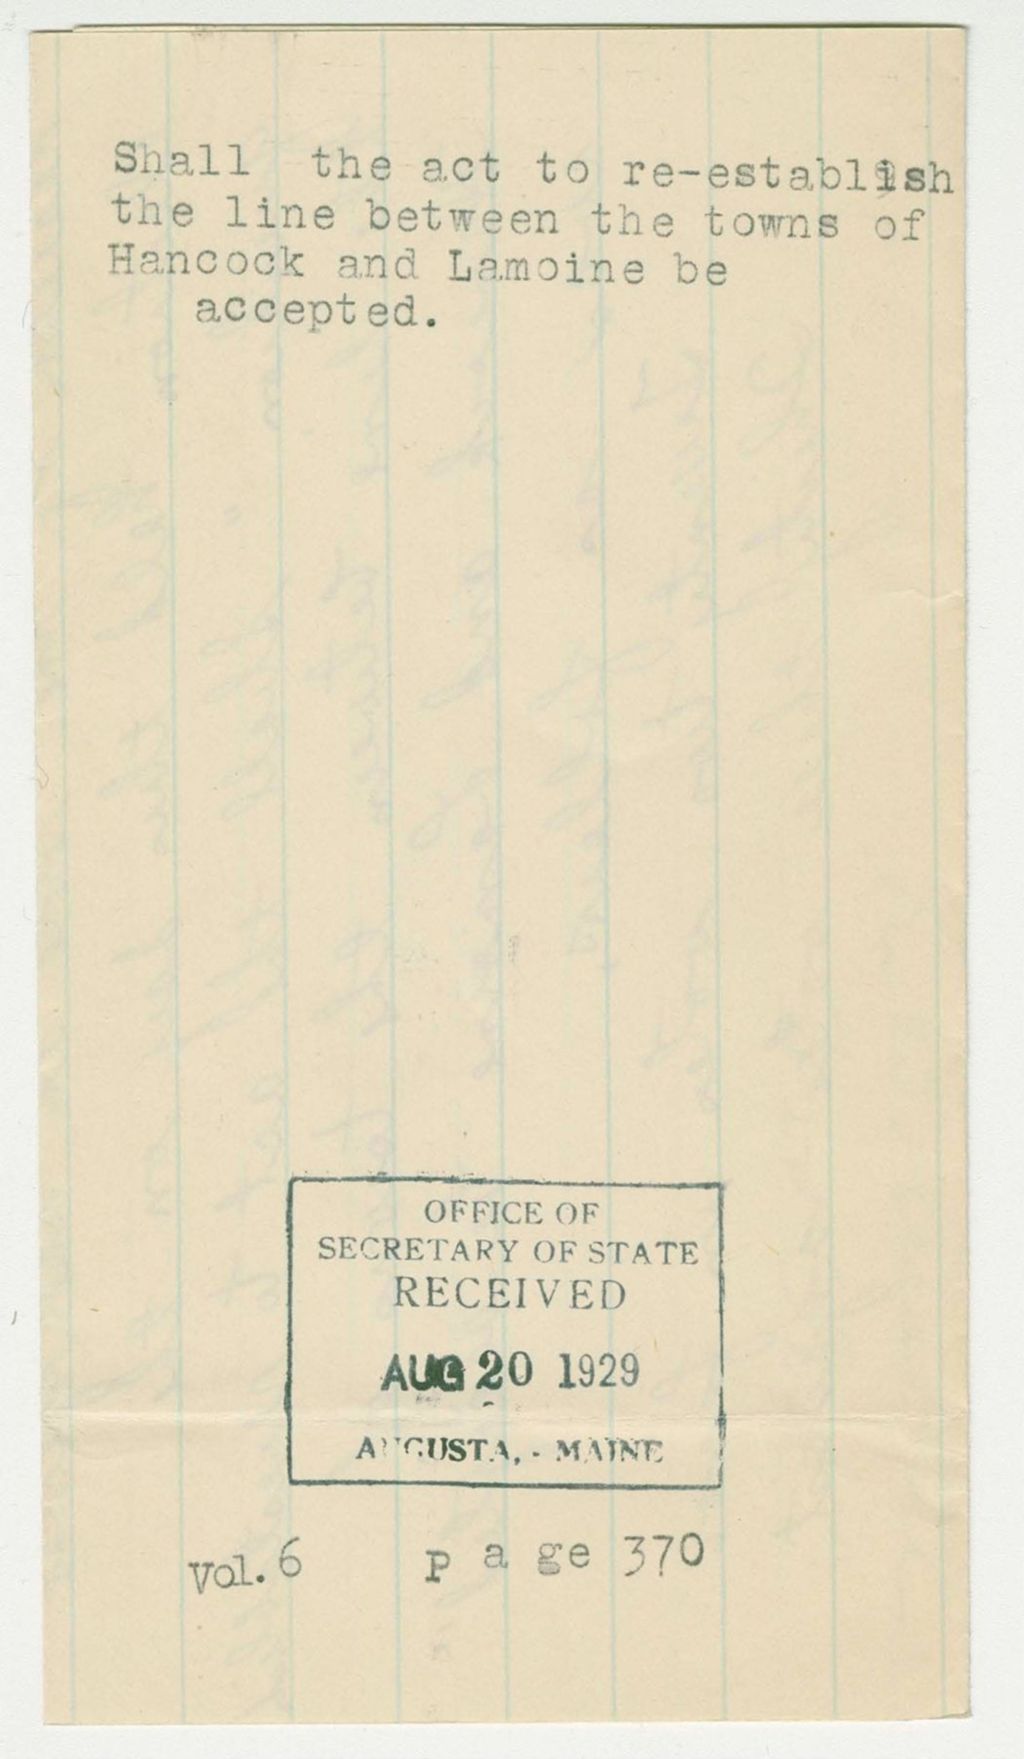 Shall the act to re-establish
the line between the towns of
Hancock and Lamoine be
accepted.
OFFICE OF
SECRETARY OF STATE
RECEIVED
AUG 20 1929
AUGUSTA, - MAINE
Vol. 6 page 370